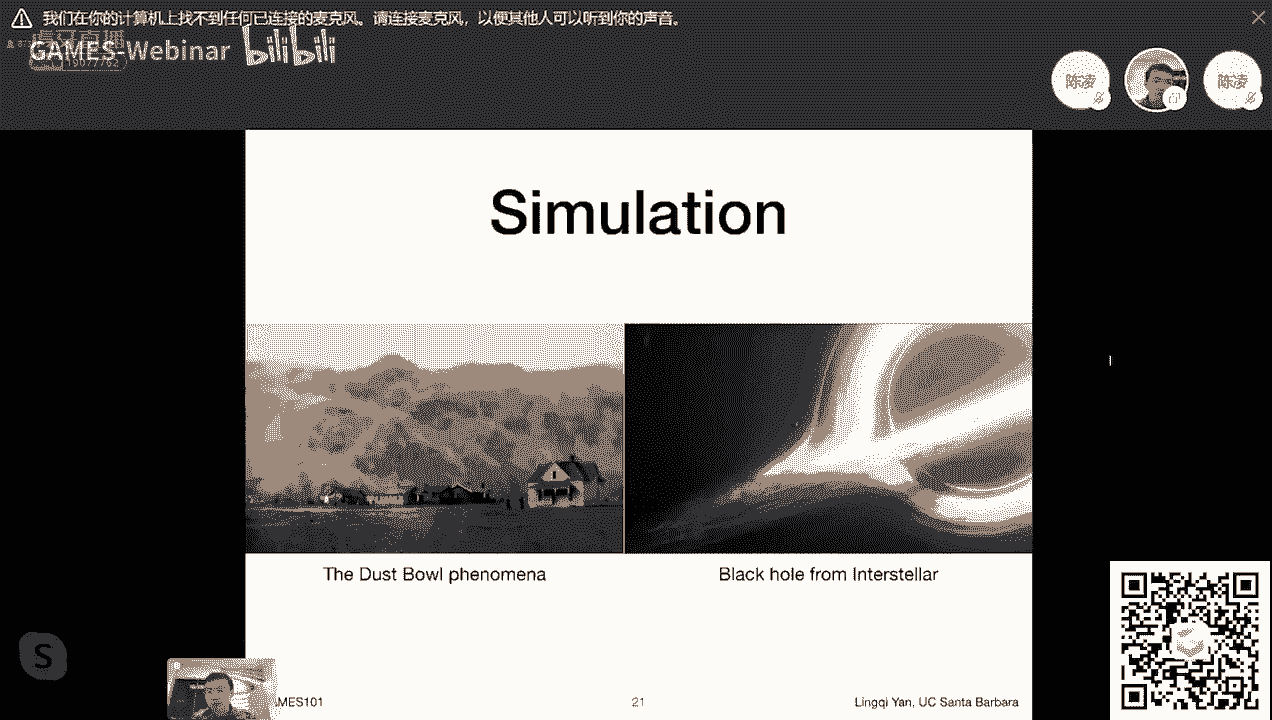 我们在你的计算机上找不到任何已连接的麦克风。请连接麦克风，以便其他人可以听到你的声音。
GAMES-Webinar bilibili
19077762
陈凌
陈凌
Simulation
The Dust Bowl phenomena
Black hole from Interstellar
S
MES101
21
Lingqi Yan, UC Santa Barbara